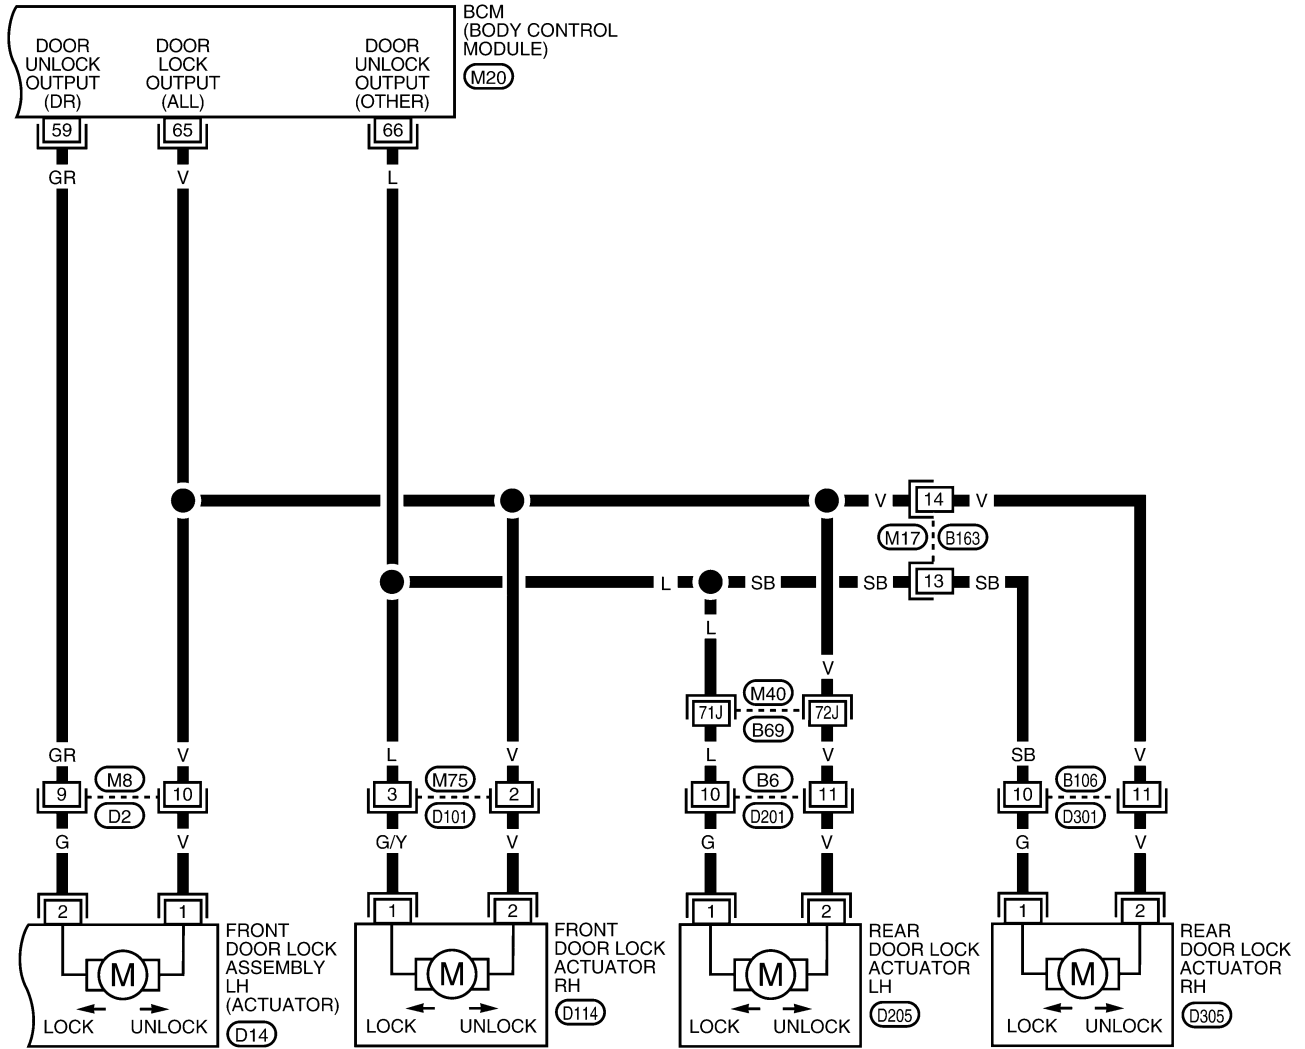 BCM
(BODY CONTROL
MODULE)
M20
DOOR
UNLOCK
OUTPUT
(DR)
DOOR
LOCK
OUTPUT
(ALL)
DOOR
UNLOCK
OUTPUT
(OTHER)
59
65
66
GR
V
L
V
14
V
M17
B163
L
SB
SB
13
SB
L
V
71J
M40
B69
72J
GR
V
L
V
L
V
SB
V
9
M8
D2
10
3
M75
D101
2
10
B6
D201
11
10
B106
D301
11
G
V
G/Y
V
G
V
G
V
2
1
1
2
1
2
1
2
M
LOCK
UNLOCK
FRONT
DOOR LOCK
ASSEMBLY
LH
(ACTUATOR)
D14
M
LOCK
UNLOCK
FRONT
DOOR LOCK
ACTUATOR
RH
D114
M
LOCK
UNLOCK
REAR
DOOR LOCK
ACTUATOR
LH
D205
M
LOCK
UNLOCK
REAR
DOOR LOCK
ACTUATOR
RH
D305